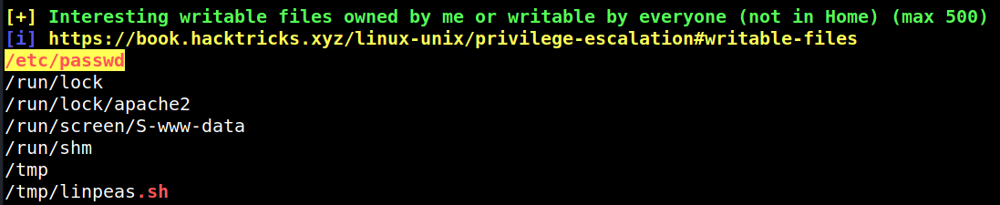 [+] Interesting writable files owned by me or writable by everyone (not in Home) (max 500)
[i] https://book.hacktricks.xyz/linux-unix/privilege-escalation#writable-files
/etc/passwd
/run/lock
/run/lock/apache2
/run/screen/S-www-data
/run/shm
/tmp
/tmp/linpeas.sh